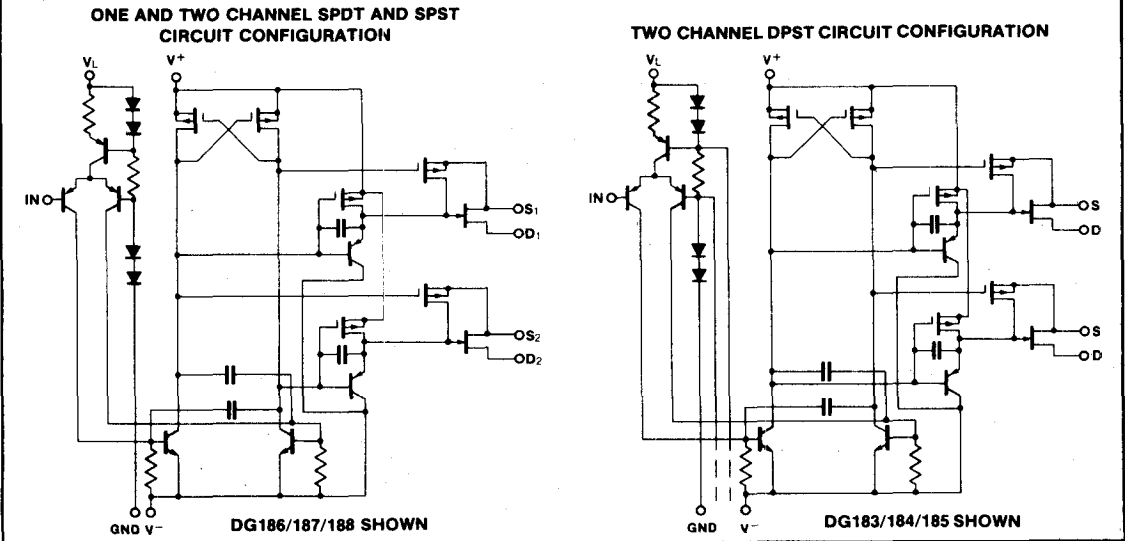 ONE AND TWO CHANNEL SPDT AND SPST
CIRCUIT CONFIGURATION
VL
V+
IN
S1
D1
S2
D2
GND V−
DG186/187/188 SHOWN
TWO CHANNEL DPST CIRCUIT CONFIGURATION
VL
V+
IN
S
D
S
D
GND V−
DG183/184/185 SHOWN